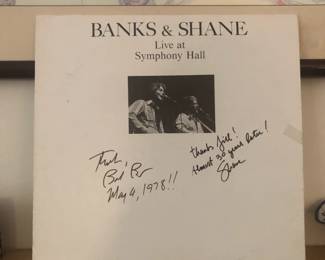 BANKS & SHANE
Live at
Symphony Hall
May 4, 1978!!
thanks Jill!
Almost 30 years later!
Shane